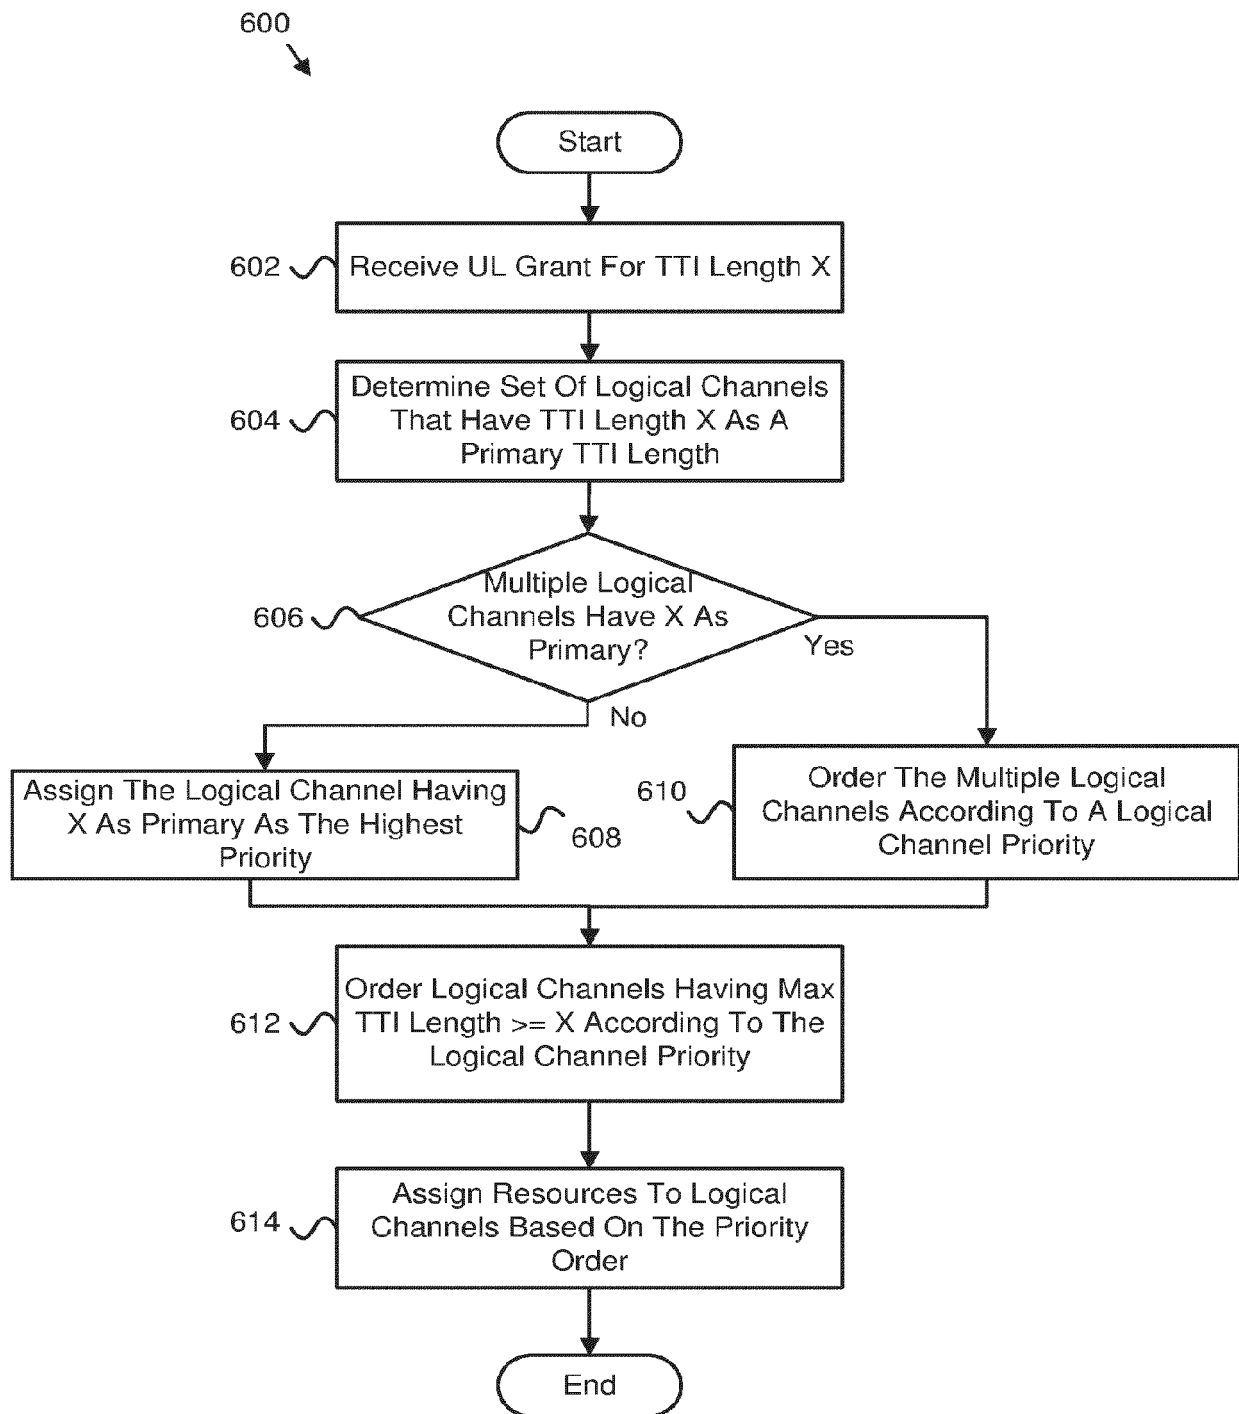 600
Start
602
Receive UL Grant For TTI Length X
604
Determine Set Of Logical Channels
That Have TTI Length X As A
Primary TTI Length
606
Multiple Logical
Channels Have X As
Primary?
Yes
No
Assign The Logical Channel Having
X As Primary As The Highest
Priority
608
610
Order The Multiple Logical
Channels According To A Logical
Channel Priority
612
Order Logical Channels Having Max
TTI Length >= X According To The
Logical Channel Priority
614
Assign Resources To Logical
Channels Based On The Priority
Order
End